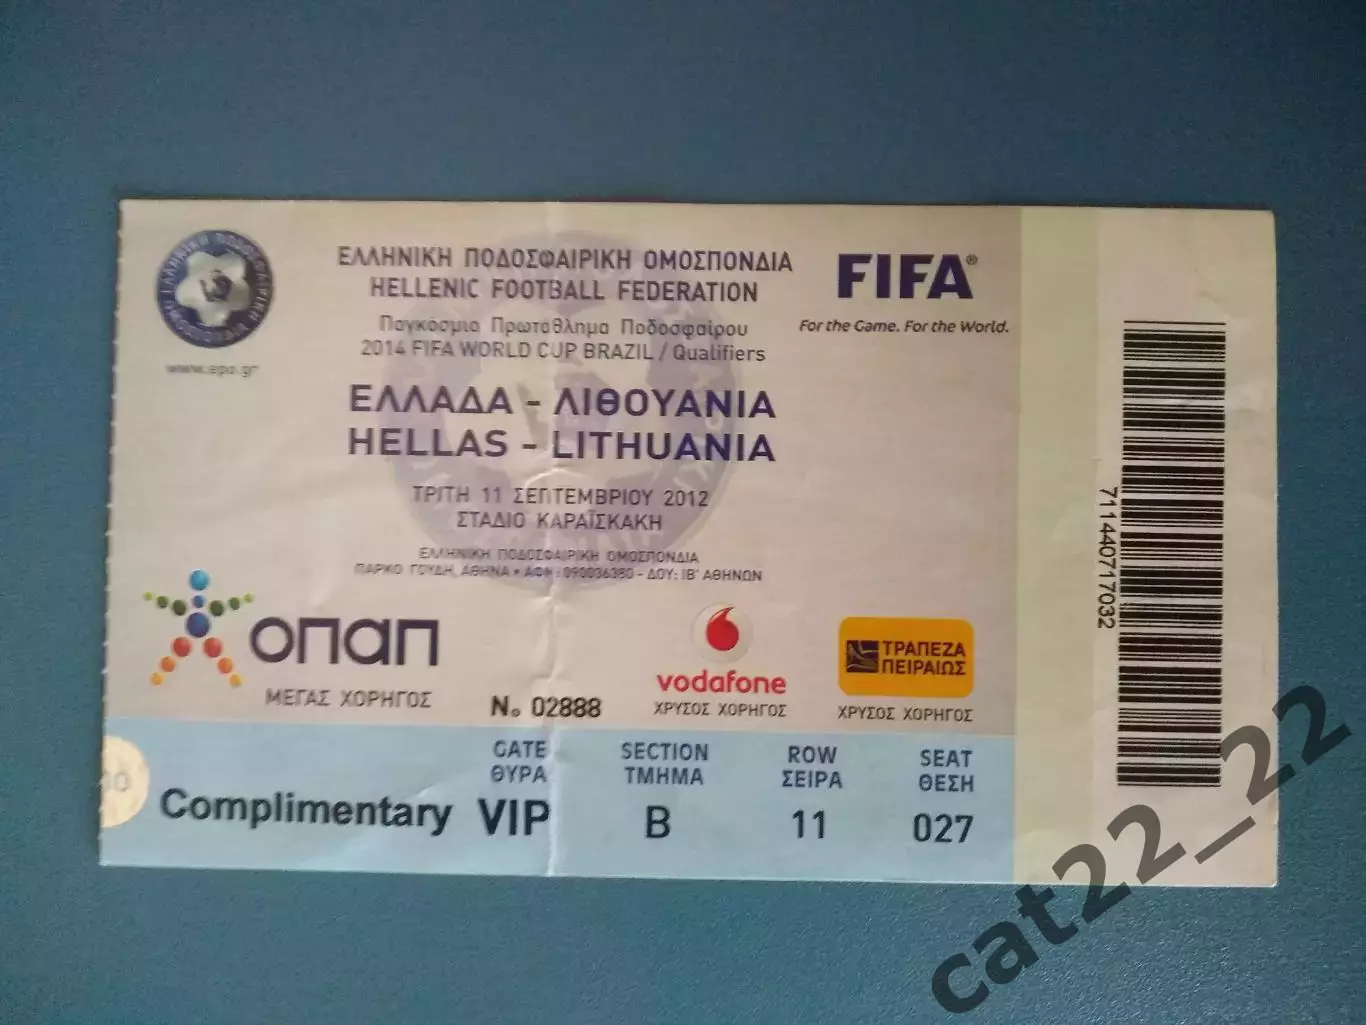 ΕΛΛΗΝΙΚΗ ΠΟΔΟΣΦΑΙΡΙΚΗ ΟΜΟΣΠΟΝΔΙΑ
HELLENIC FOOTBALL FEDERATION
Παγκόσμιο Πρωτάθλημα Ποδοσφαίρου
2014 FIFA WORLD CUP BRAZIL / Qualifiers
FIFA®
For the Game. For the World.
www.epo.gr
ΕΛΛΑΔΑ - ΛΙΘΟΥΑΝΙΑ
HELLAS - LITHUANIA
ΤΡΙΤΗ 11 ΣΕΠΤΕΜΒΡΙΟΥ 2012
ΣΤΑΔΙΟ ΚΑΡΑΪΣΚΑΚΗ
ΕΛΛΗΝΙΚΗ ΠΟΔΟΣΦΑΙΡΙΚΗ ΟΜΟΣΠΟΝΔΙΑ
ΠΑΡΚΟ ΓΟΥΔΗ, ΑΘΗΝΑ • ΑΦΜ: 090036380 - ΔΟΥ: ΙΒ' ΑΘΗΝΩΝ
οπαπ
ΜΕΓΑΣ ΧΟΡΗΓΟΣ
No 02888
vodafone
ΧΡΥΣΟΣ ΧΟΡΗΓΟΣ
ΤΡΑΠΕΖΑ
ΠΕΙΡΑΙΩΣ
ΧΡΥΣΟΣ ΧΟΡΗΓΟΣ
GATE SECTION ROW SEAT
ΘΥΡΑ ΤΜΗΜΑ ΣΕΙΡΑ ΘΕΣΗ
Complimentary VIP B 11 027
711440717032
cat22_22